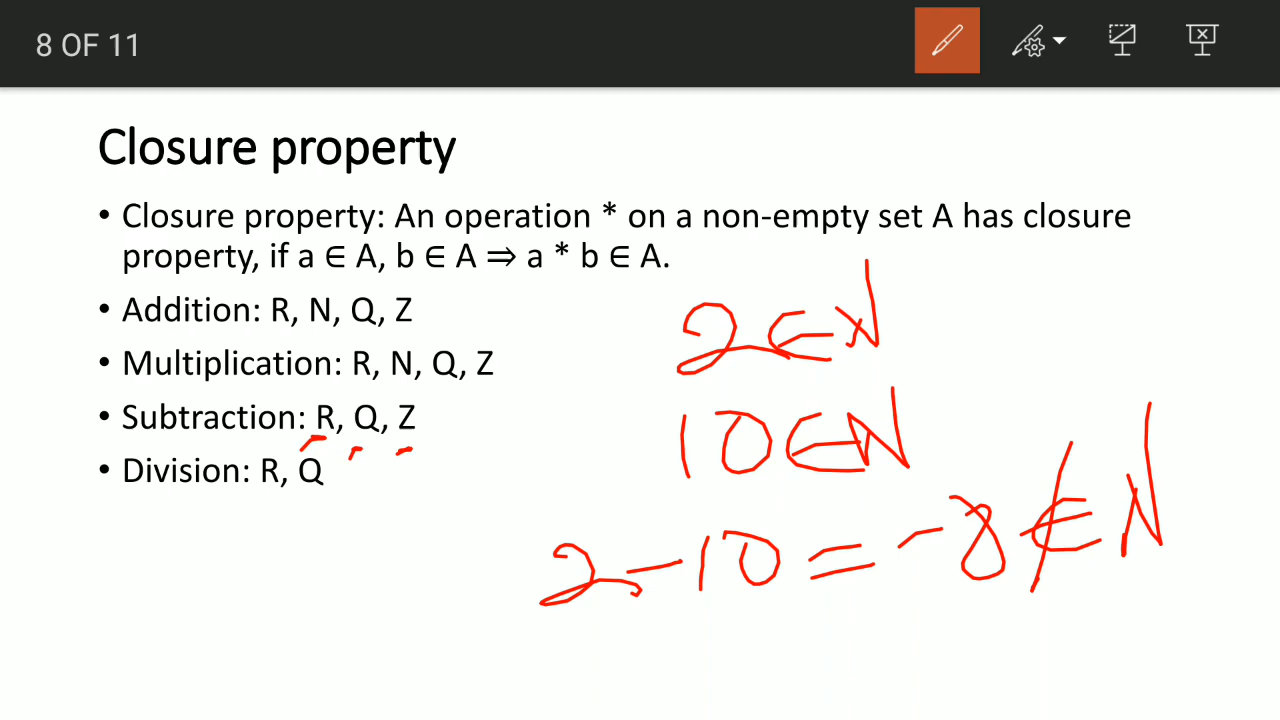 8 OF 11
Closure property
• Closure property: An operation * on a non-empty set A has closure
property, if a ∈ A, b ∈ A ⇒ a * b ∈ A.
• Addition: R, N, Q, Z
• Multiplication: R, N, Q, Z
• Subtraction: R, Q, Z
• Division: R, Q
2 ∈ N
10 ∈ N
2 - 10 = -8 ∉ N